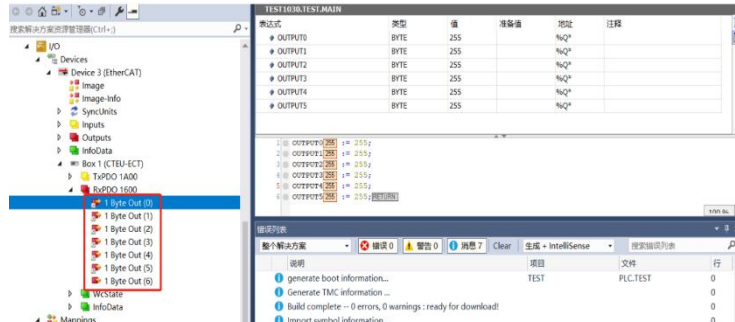 搜索解决方案资源管理器(Ctrl+;)
I/O
Devices
Device 3 (EtherCAT)
Image
Image-Info
SyncUnits
Inputs
Outputs
InfoData
Box 1 (CTEU-ECT)
TxPDO 1A00
RxPDO 1600
1 Byte Out (0)
1 Byte Out (1)
1 Byte Out (2)
1 Byte Out (3)
1 Byte Out (4)
1 Byte Out (5)
1 Byte Out (6)
WcState
InfoData
Mappings
TEST1030.TEST.MAIN
表达式 类型 值 准备值 地址 注释
OUTPUT0 BYTE 255 %Q*
OUTPUT1 BYTE 255 %Q*
OUTPUT2 BYTE 255 %Q*
OUTPUT3 BYTE 255 %Q*
OUTPUT4 BYTE 255 %Q*
OUTPUT5 BYTE 255 %Q*
1 OUTPUT0 255 := 255;
2 OUTPUT1 255 := 255;
3 OUTPUT2 255 := 255;
4 OUTPUT3 255 := 255;
5 OUTPUT4 255 := 255;
6 OUTPUT5 255 := 255; RETURN
100 %
错误列表
整个解决方案 错误 0 警告 0 消息 7 Clear 生成 + IntelliSense 搜索错误列表
说明 项目 文件 行
generate boot information... TEST PLC.TEST 0
Generate TMC information ... 0
Build complete -- 0 errors, 0 warnings : ready for download! 0
Import symbol information 0